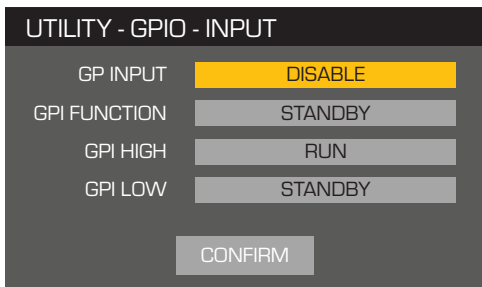 UTILITY - GPIO - INPUT
GP INPUT DISABLE
GPI FUNCTION STANDBY
GPI HIGH RUN
GPI LOW STANDBY
CONFIRM